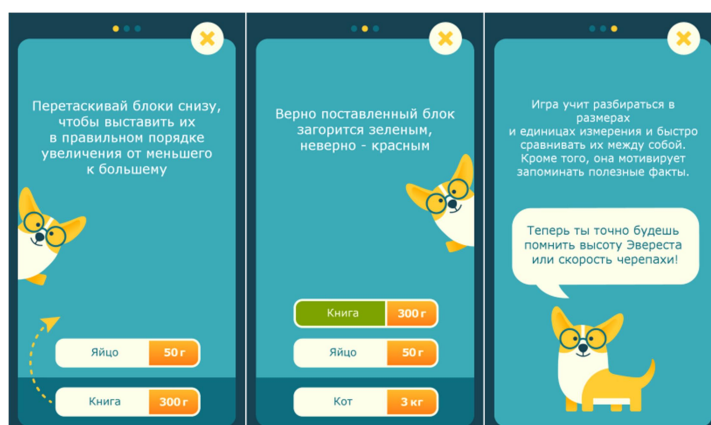 Перетаскивай блоки снизу,
чтобы выставить их
в правильном порядке
увеличения от меньшего
к большему
Яйцо 50 г
Книга 300 г
Верно поставленный блок
загорится зеленым,
неверно - красным
Книга 300 г
Яйцо 50 г
Кот 3 кг
Игра учит разбираться в
размерах
и единицах измерения и быстро
сравнивать их между собой.
Кроме того, она мотивирует
запоминать полезные факты.
Теперь ты точно будешь
помнить высоту Эвереста
или скорость черепахи!